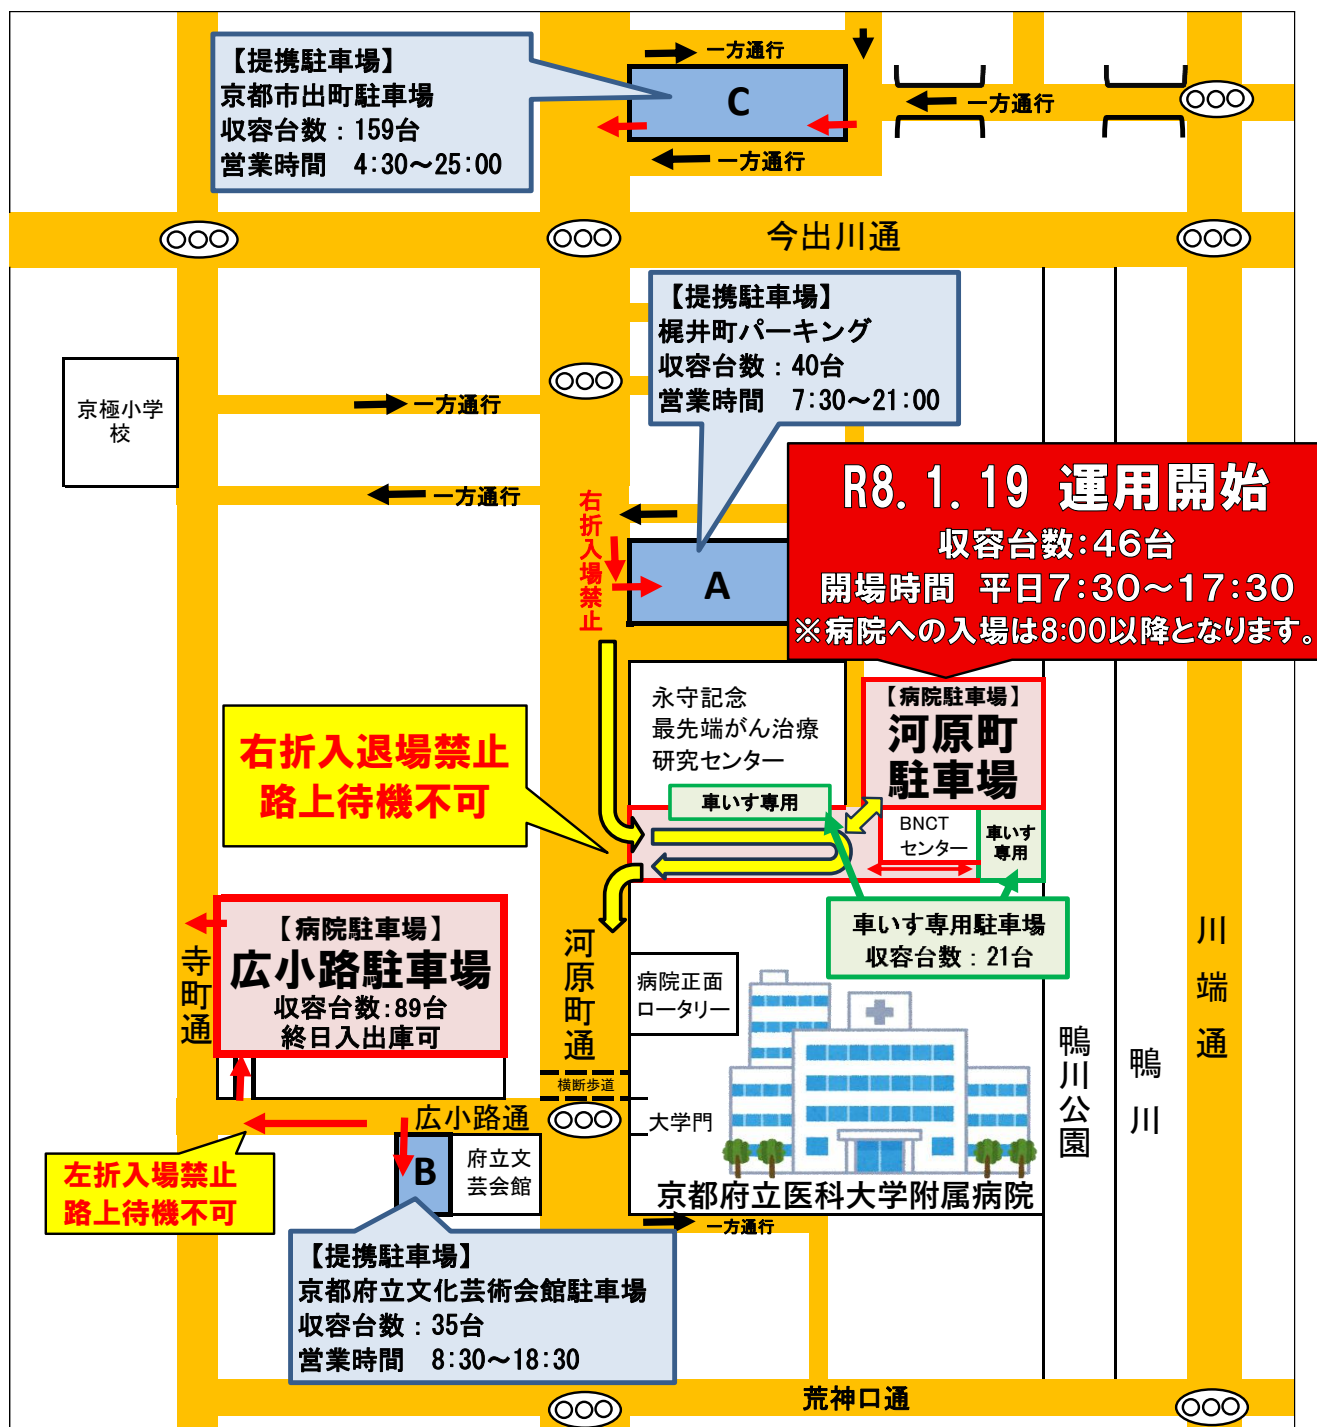 【提携駐車場】
京都市出町駐車場
収容台数：159台
営業時間　4:30～25:00
一方通行
C
一方通行
一方通行
今出川通
【提携駐車場】
梶井町パーキング
収容台数：40台
営業時間　7:30～21:00
京極小学
校
一方通行
一方通行
右折入場禁止
A
R8.1.19 運用開始
収容台数:46台
開場時間　平日7:30～17:30
※病院への入場は8:00以降となります。
永守記念
最先端がん治療
研究センター
【病院駐車場】
河原町
駐車場
右折入退場禁止
路上待機不可
車いす専用
BNCT
センター
車いす
専用
車いす専用駐車場
収容台数：21台
【病院駐車場】
広小路駐車場
収容台数:89台
終日入出庫可
寺町通
河原町通
病院正面
ロータリー
川端通
鴨川公園
鴨川
横断歩道
広小路通
大学門
左折入場禁止
路上待機不可
B
府立文
芸会館
京都府立医科大学附属病院
一方通行
【提携駐車場】
京都府立文化芸術会館駐車場
収容台数：35台
営業時間　8:30～18:30
荒神口通